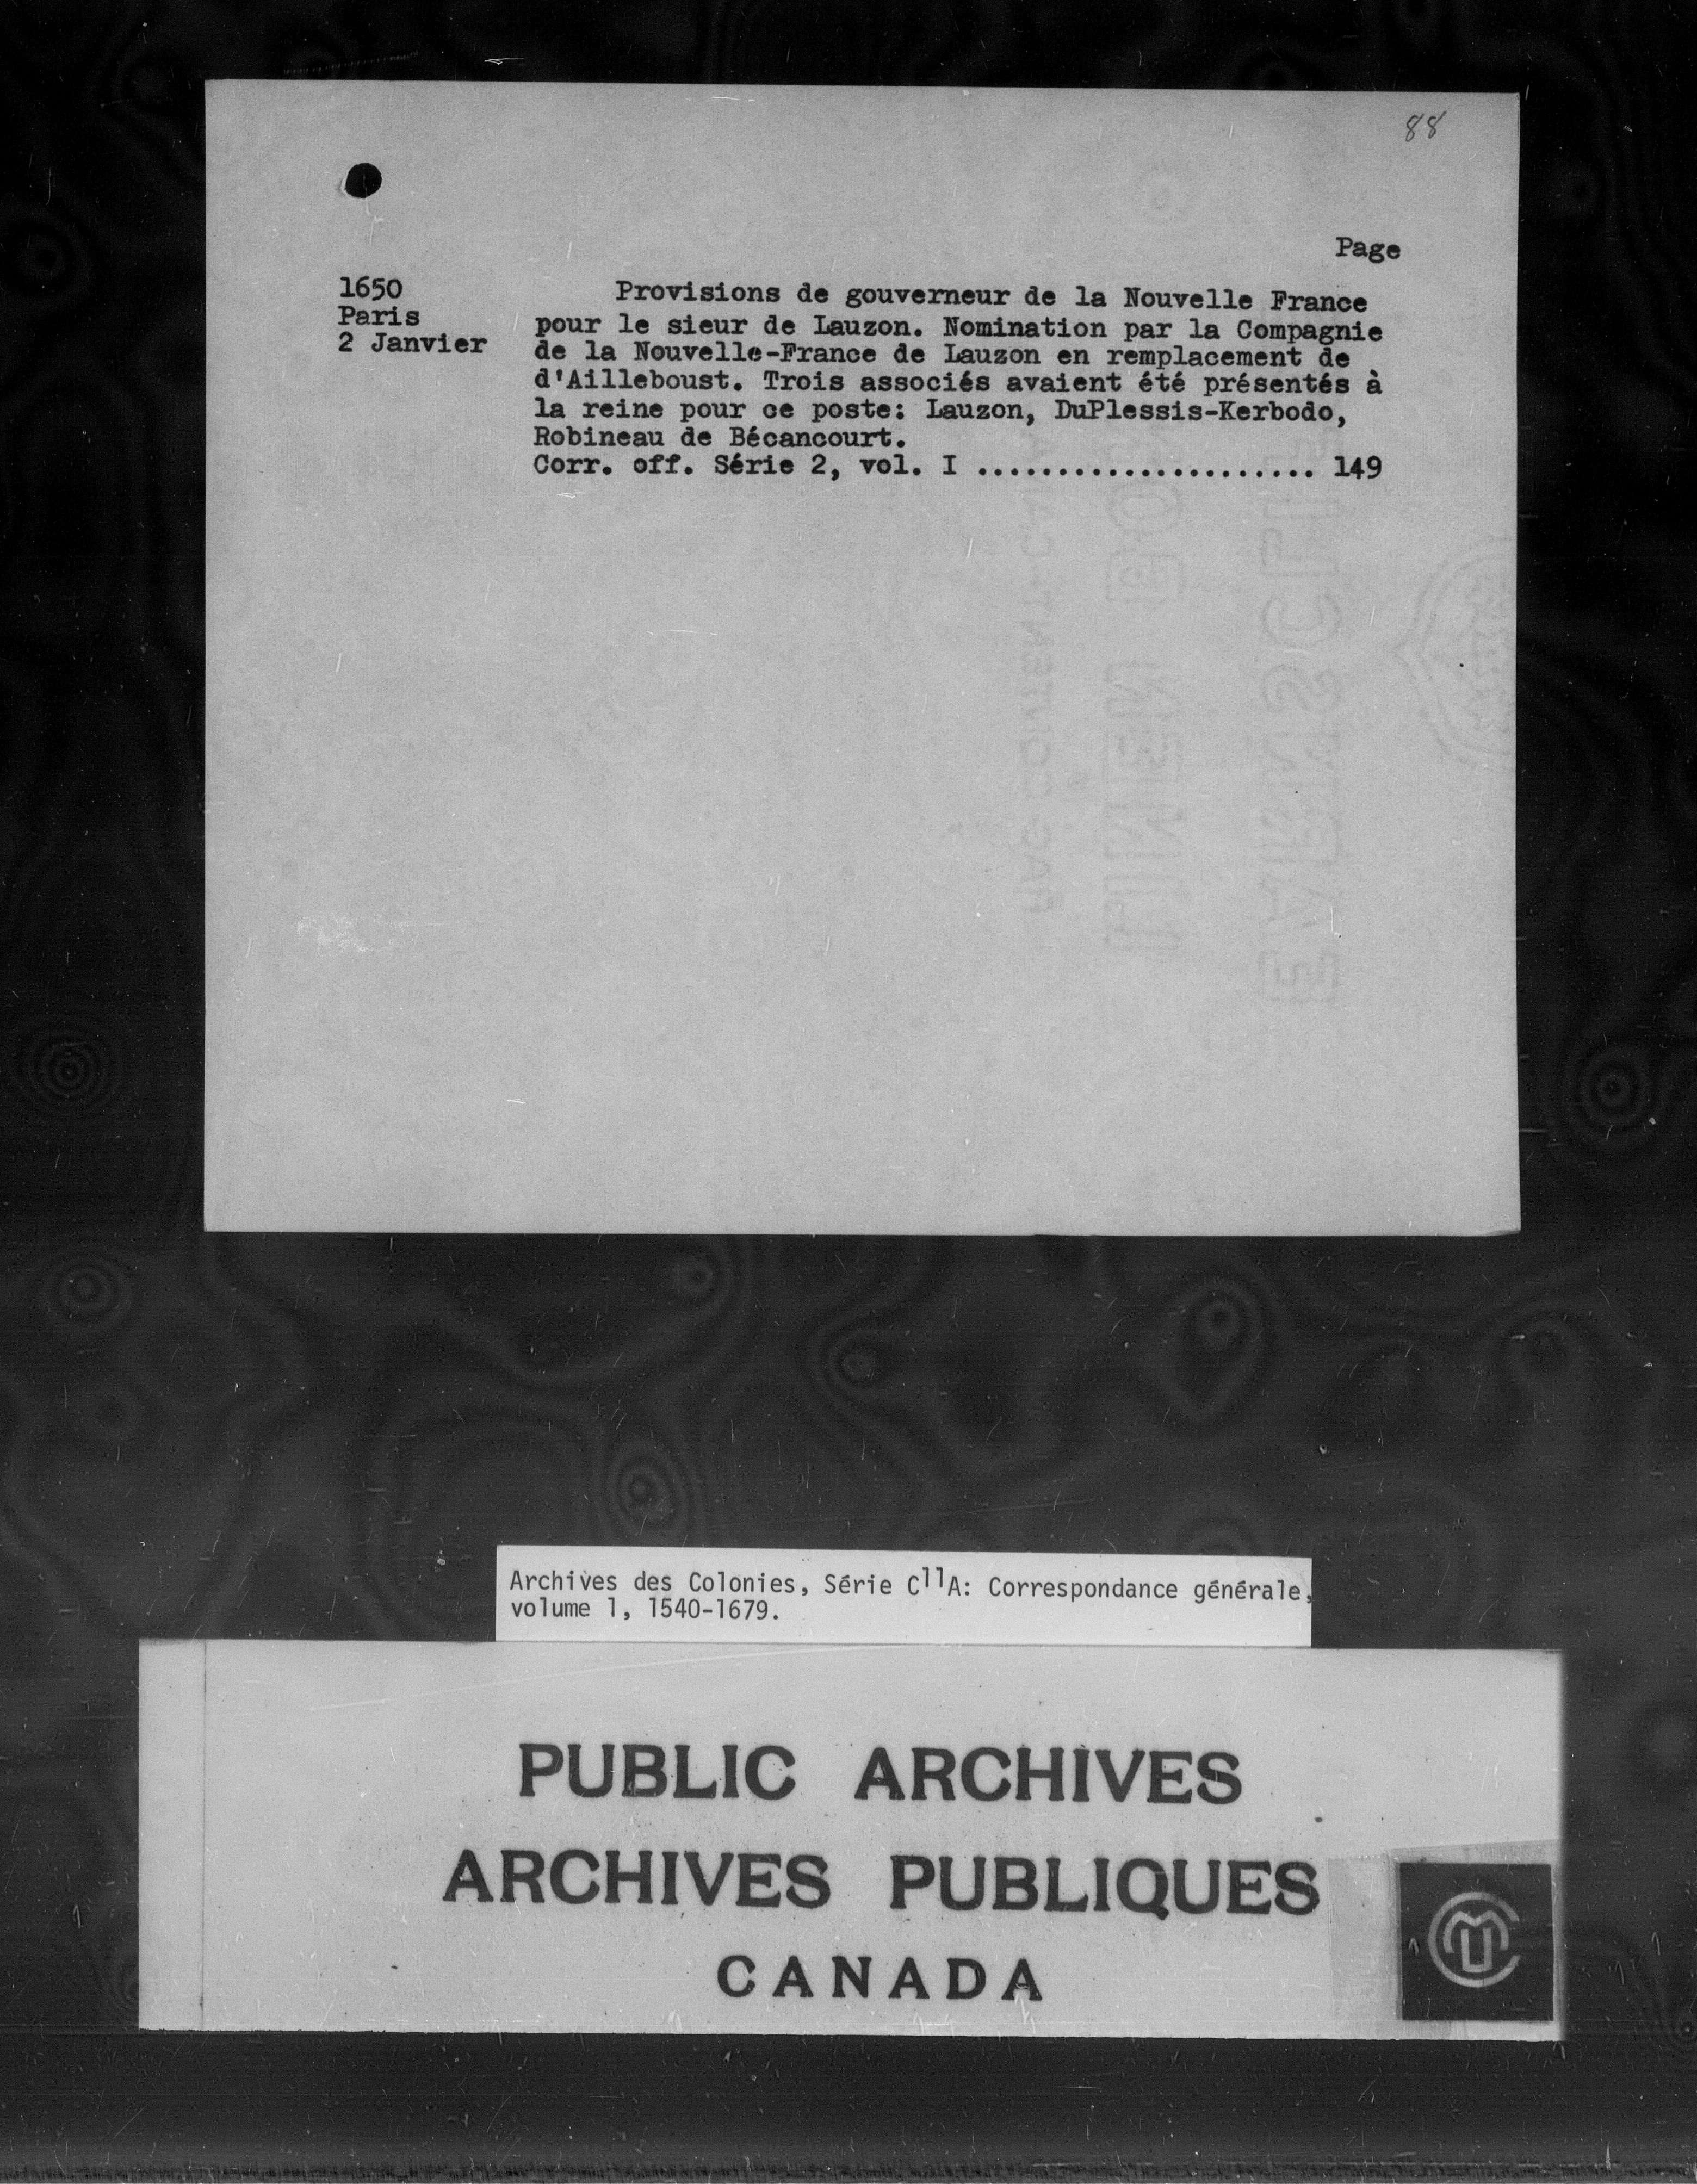 88
Page
1650
Paris
2 Janvier
Provisions de gouverneur de la Nouvelle France
pour le sieur de Lauzon. Nomination par la Compagnie
de la Nouvelle-France de Lauzon en remplacement de
d'Ailleboust. Trois associés avaient été présentés à
la reine pour ce poste: Lauzon, DuPlessis-Kerbodo,
Robineau de Bécancourt.
Corr. off. Série 2, vol. I ..................... 149
Archives des Colonies, Série C11A: Correspondance générale,
volume 1, 1540-1679.
PUBLIC ARCHIVES
ARCHIVES PUBLIQUES
CANADA